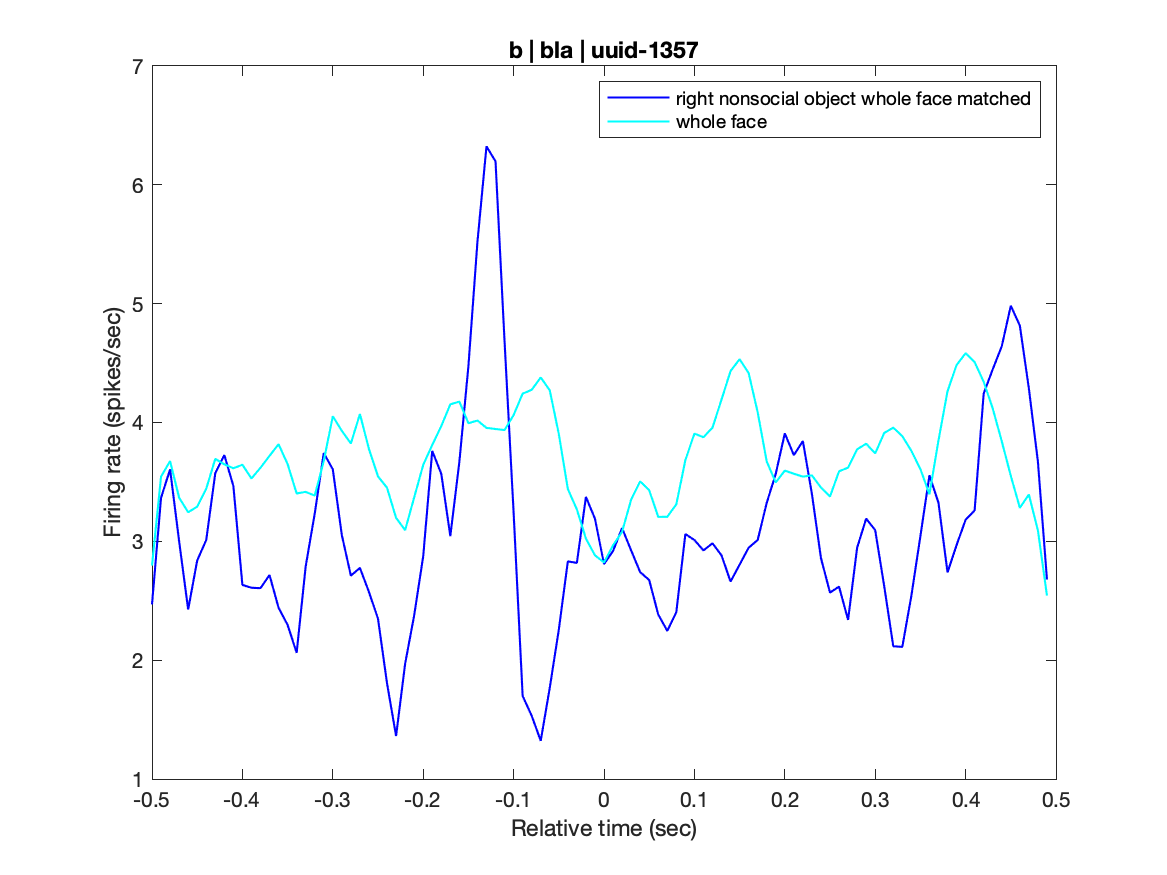 b | bla | uuid-1357
7
right nonsocial object whole face matched
whole face
6
5
4
3
2
1
Firing rate (spikes/sec)
-0.5 -0.4 -0.3 -0.2 -0.1 0 0.1 0.2 0.3 0.4 0.5
Relative time (sec)